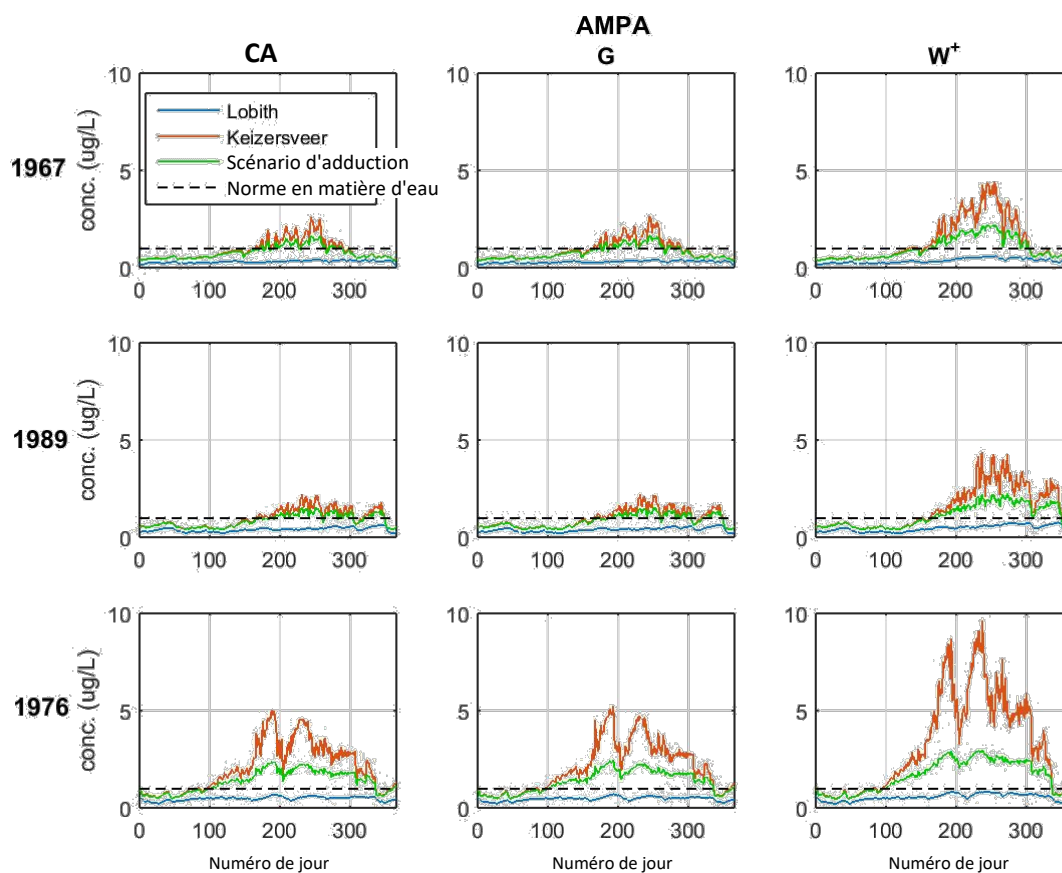 AMPA
CA G W+
10 10 10
Lobith
Keizersveer
Scénario d'adduction
Norme en matière d'eau
1967 conc. (ug/L) 5 5 5
0 0 0
0 100 200 300 0 100 200 300 0 100 200 300
10 10 10
1989 conc. (ug/L) 5 5 5
0 0 0
0 100 200 300 0 100 200 300 0 100 200 300
10 10 10
1976 conc. (ug/L) 5 5 5
0 0 0
0 100 200 300 0 100 200 300 0 100 200 300
Numéro de jour Numéro de jour Numéro de jour